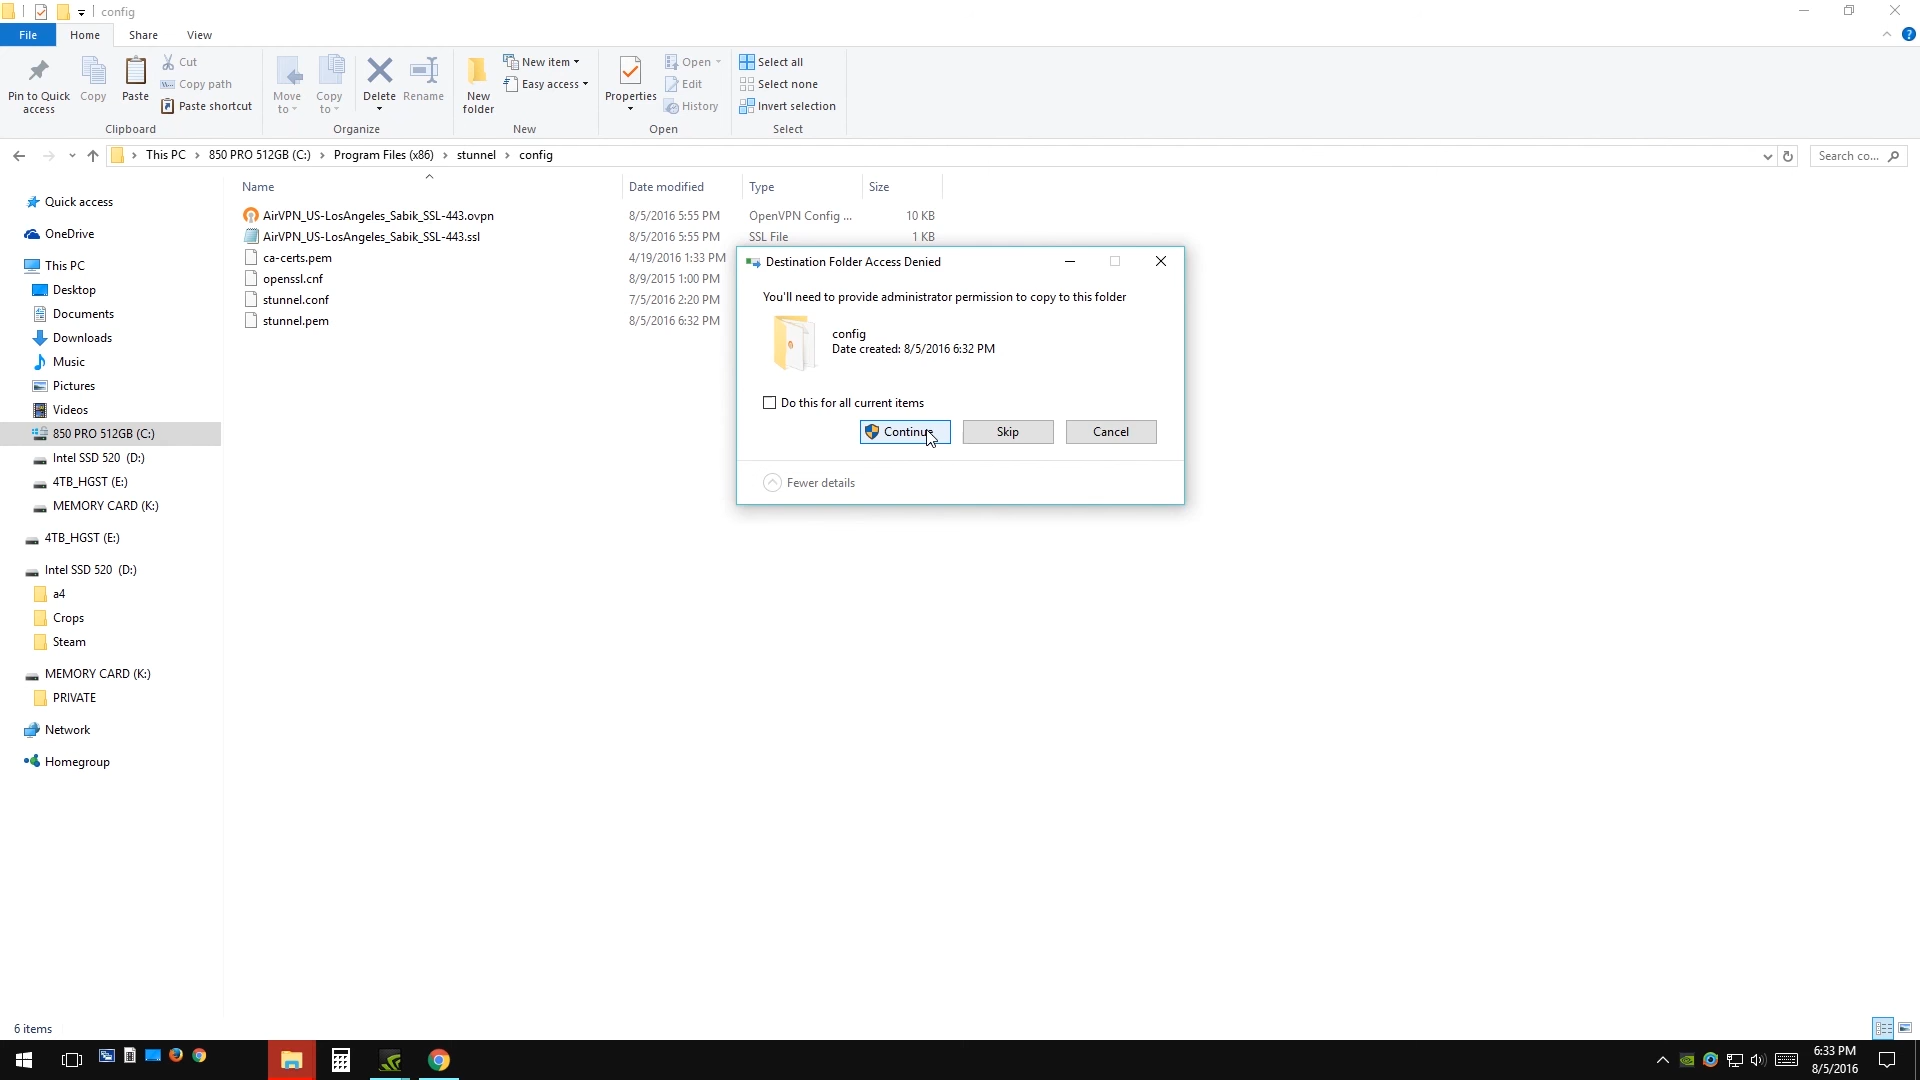 config
File
Home
Share
View
Pin to Quick access
Copy
Paste
Cut
Copy path
Paste shortcut
Clipboard
Move to
Copy to
Delete
Rename
Organize
New folder
New item
Easy access
New
Properties
Open
Edit
History
Open
Select all
Select none
Invert selection
Select
This PC > 850 PRO 512GB (C:) > Program Files (x86) > stunnel > config
Search co...
Name Date modified Type Size
AirVPN_US-LosAngeles_Sabik_SSL-443.ovpn 8/5/2016 5:55 PM OpenVPN Config ... 10 KB
AirVPN_US-LosAngeles_Sabik_SSL-443.ssl 8/5/2016 5:55 PM SSL File 1 KB
ca-certs.pem 4/19/2016 1:33 PM
openssl.cnf 8/9/2015 1:00 PM
stunnel.conf 7/5/2016 2:20 PM
stunnel.pem 8/5/2016 6:32 PM
Quick access
OneDrive
This PC
Desktop
Documents
Downloads
Music
Pictures
Videos
850 PRO 512GB (C:)
Intel SSD 520 (D:)
4TB_HGST (E:)
MEMORY CARD (K:)
4TB_HGST (E:)
Intel SSD 520 (D:)
a4
Crops
Steam
MEMORY CARD (K:)
PRIVATE
Network
Homegroup
Destination Folder Access Denied
You'll need to provide administrator permission to copy to this folder
config
Date created: 8/5/2016 6:32 PM
Do this for all current items
Continue
Skip
Cancel
Fewer details
6 items
6:33 PM
8/5/2016